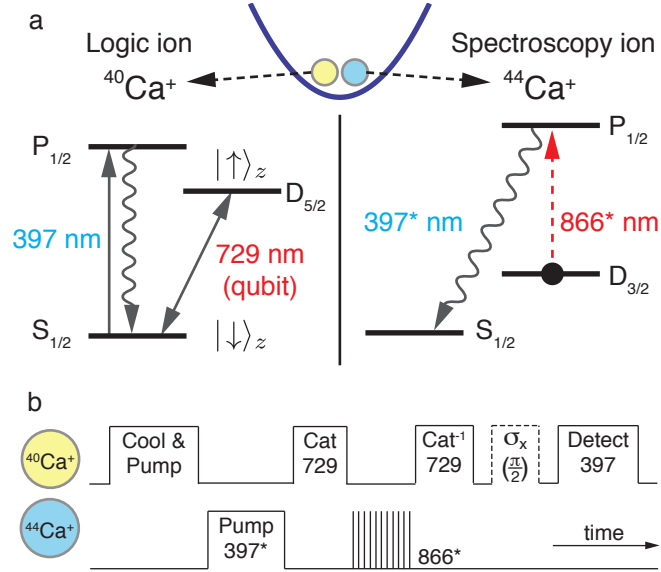 a
Logic ion
⁴⁰Ca⁺
Spectroscopy ion
⁴⁴Ca⁺
P₁/₂
|↑⟩z
D₅/₂
397 nm
729 nm
(qubit)
S₁/₂
|↓⟩z
P₁/₂
397* nm
866* nm
D₃/₂
S₁/₂
b
⁴⁰Ca⁺
Cool &
Pump
Cat
729
Cat⁻¹
729
σₓ
(π/2)
Detect
397
⁴⁴Ca⁺
Pump
397*
866*
time